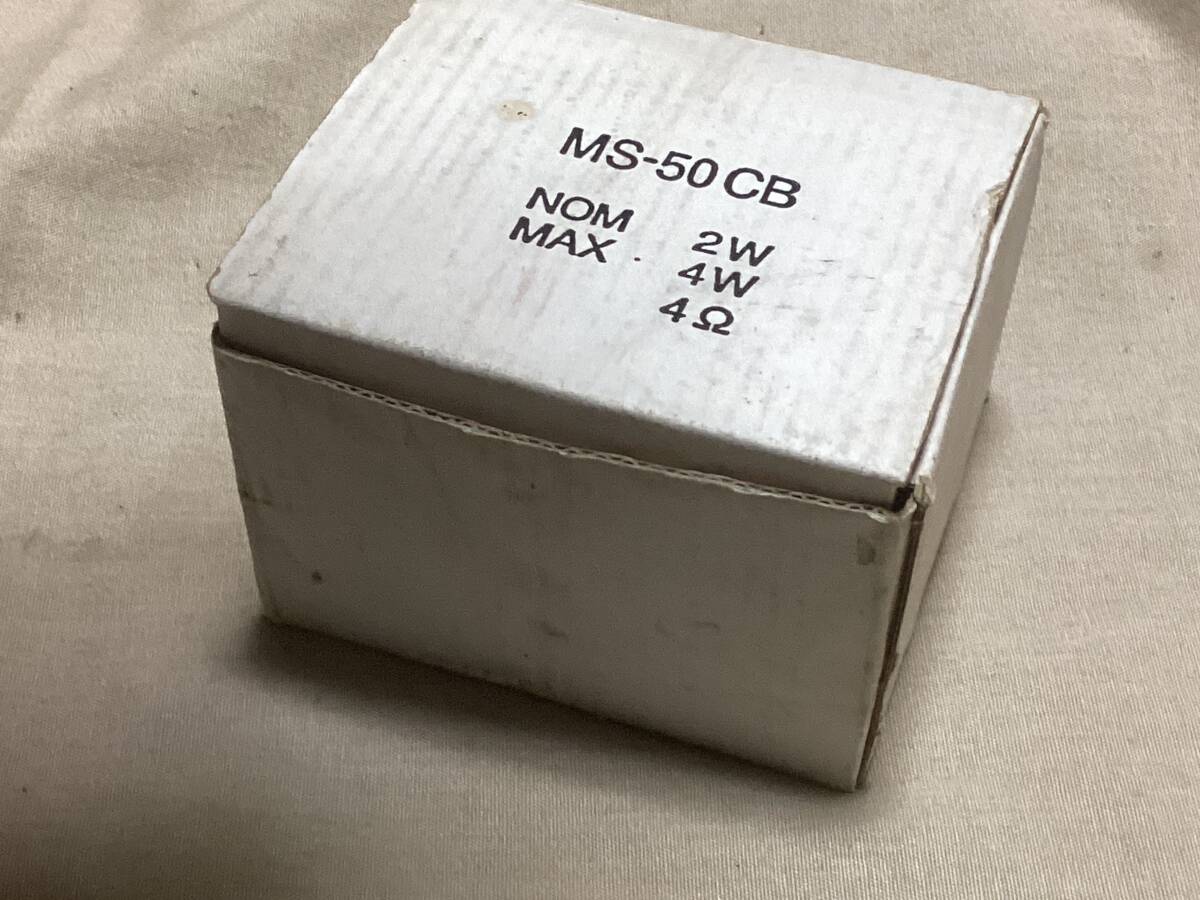 MS-50CB
NOM 2W
MAX. 4W
4Ω